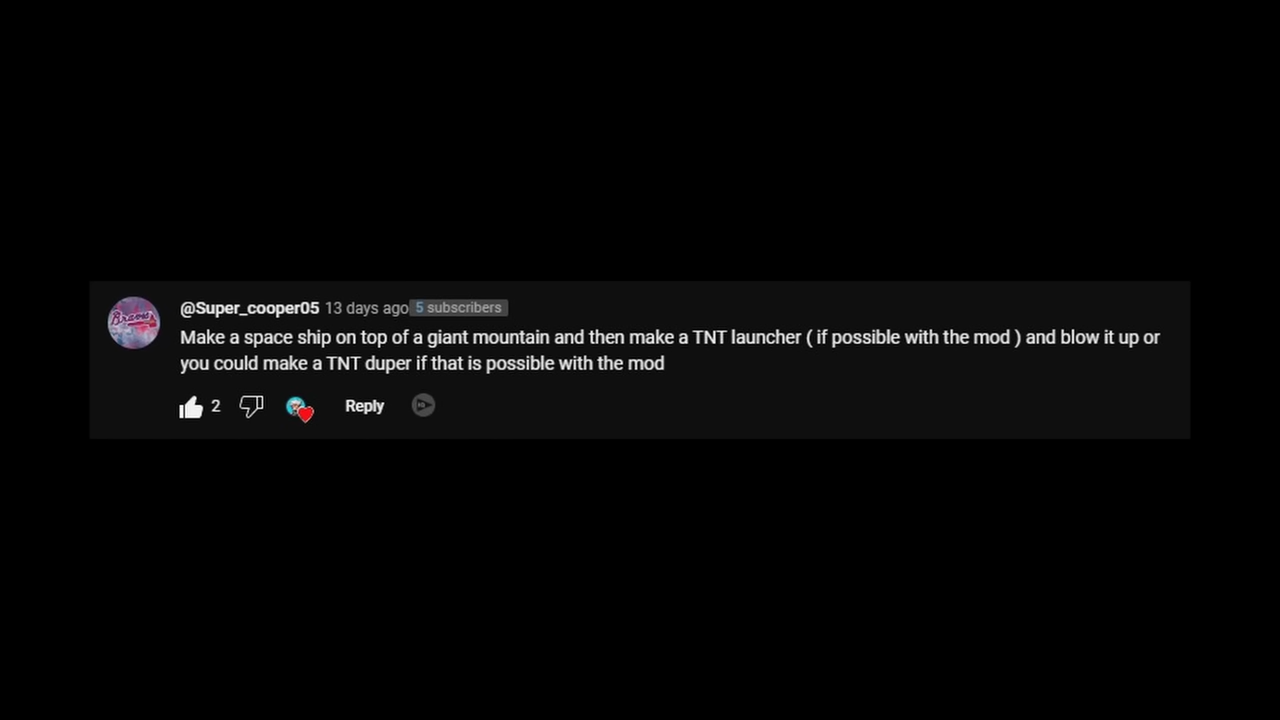 @Super_cooper05 13 days ago 5 subscribers
Make a space ship on top of a giant mountain and then make a TNT launcher ( if possible with the mod ) and blow it up or
you could make a TNT duper if that is possible with the mod
2 Reply
Braves